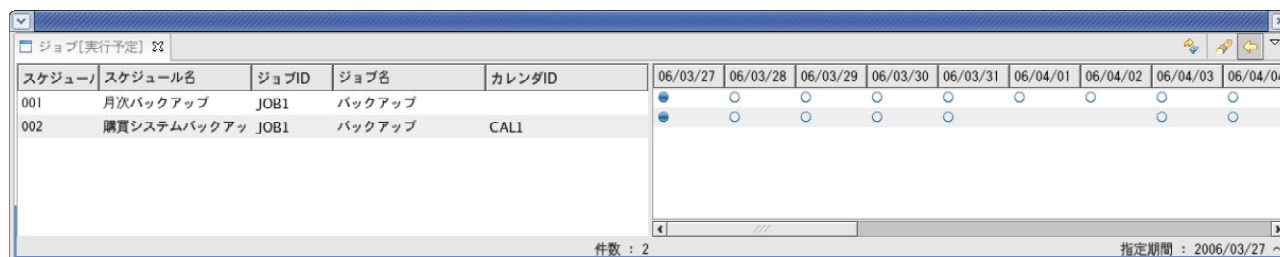 ジョブ[実行予定]
スケジュール スケジュール名 ジョブID ジョブ名 カレンダID 06/03/27 06/03/28 06/03/29 06/03/30 06/03/31 06/04/01 06/04/02 06/04/03 06/04/04
001 月次バックアップ JOB1 バックアップ
002 購買システムバックアッ JOB1 バックアップ CAL1
件数 : 2 指定期間 : 2006/03/27 ~